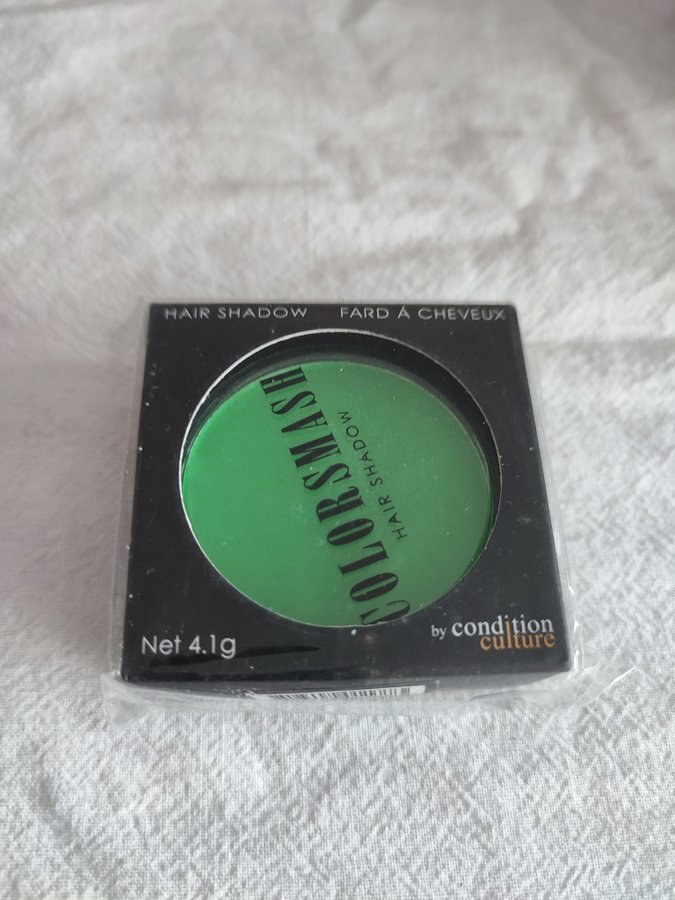 HAIR SHADOW FARD Á CHEVEUX
COLORSMASH
HAIR SHADOW
Net 4.1g
by condition
culture